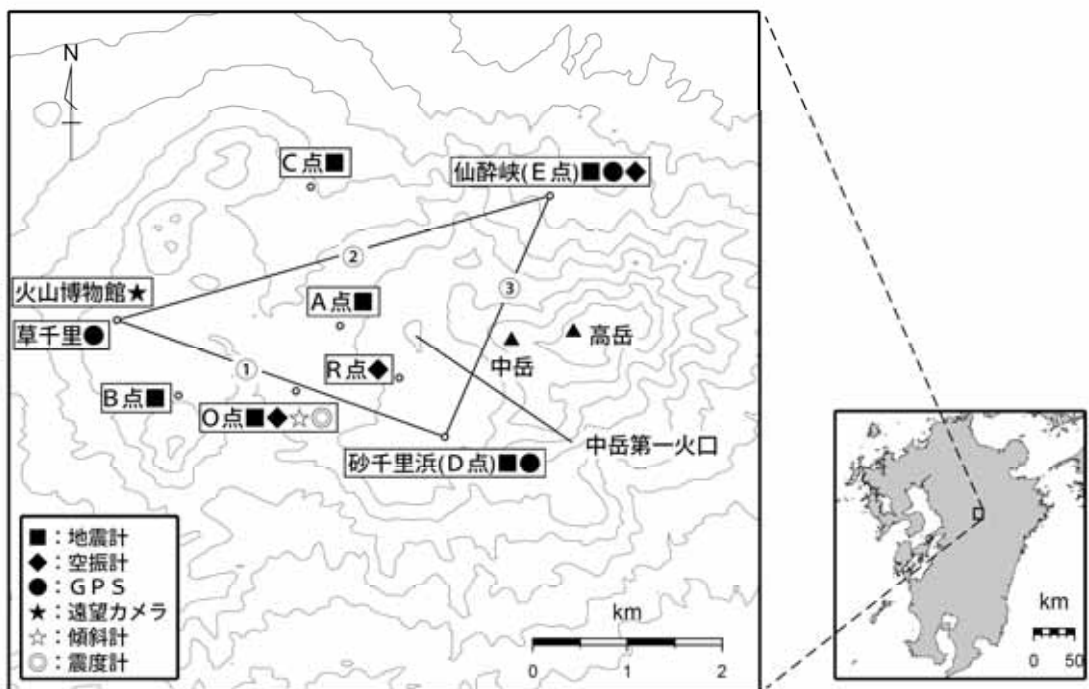 N
C点■
仙酔峡(E点)■●◆
②
③
火山博物館★
草千里●
A点■
高岳
中岳
①
R点◆
B点■
O点■◆☆◎
中岳第一火口
砂千里浜(D点)■●
■：地震計
◆：空振計
●：GPS
★：遠望カメラ
☆：傾斜計
◎：震度計
km
0 1 2
km
0 50